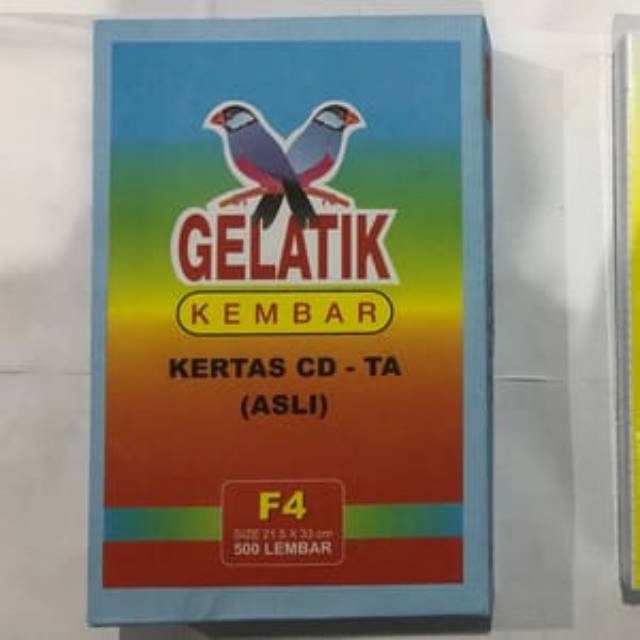 GELATIK
KEMBAR
KERTAS CD - TA
(ASLI)
F4
SIZE 21.5 X 33 cm
500 LEMBAR